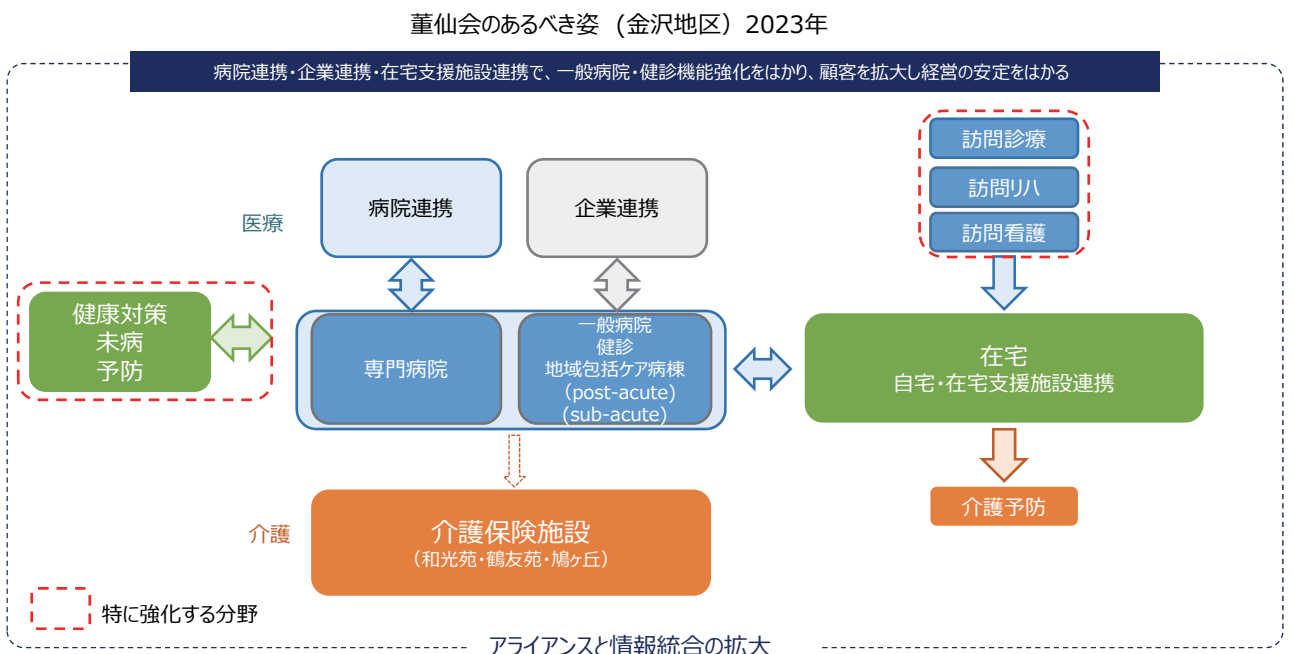 董仙会のあるべき姿 (金沢地区) 2023年
病院連携・企業連携・在宅支援施設連携で、一般病院・健診機能強化をはかり、顧客を拡大し経営の安定をはかる
訪問診療
訪問リハ
訪問看護
医療
病院連携
企業連携
健康対策
未病
予防
専門病院
一般病院
健診
地域包括ケア病棟
(post-acute)
(sub-acute)
在宅
自宅・在宅支援施設連携
介護
介護保険施設
(和光苑・鶴友苑・鳩ヶ丘)
介護予防
特に強化する分野
アライアンスと情報統合の拡大